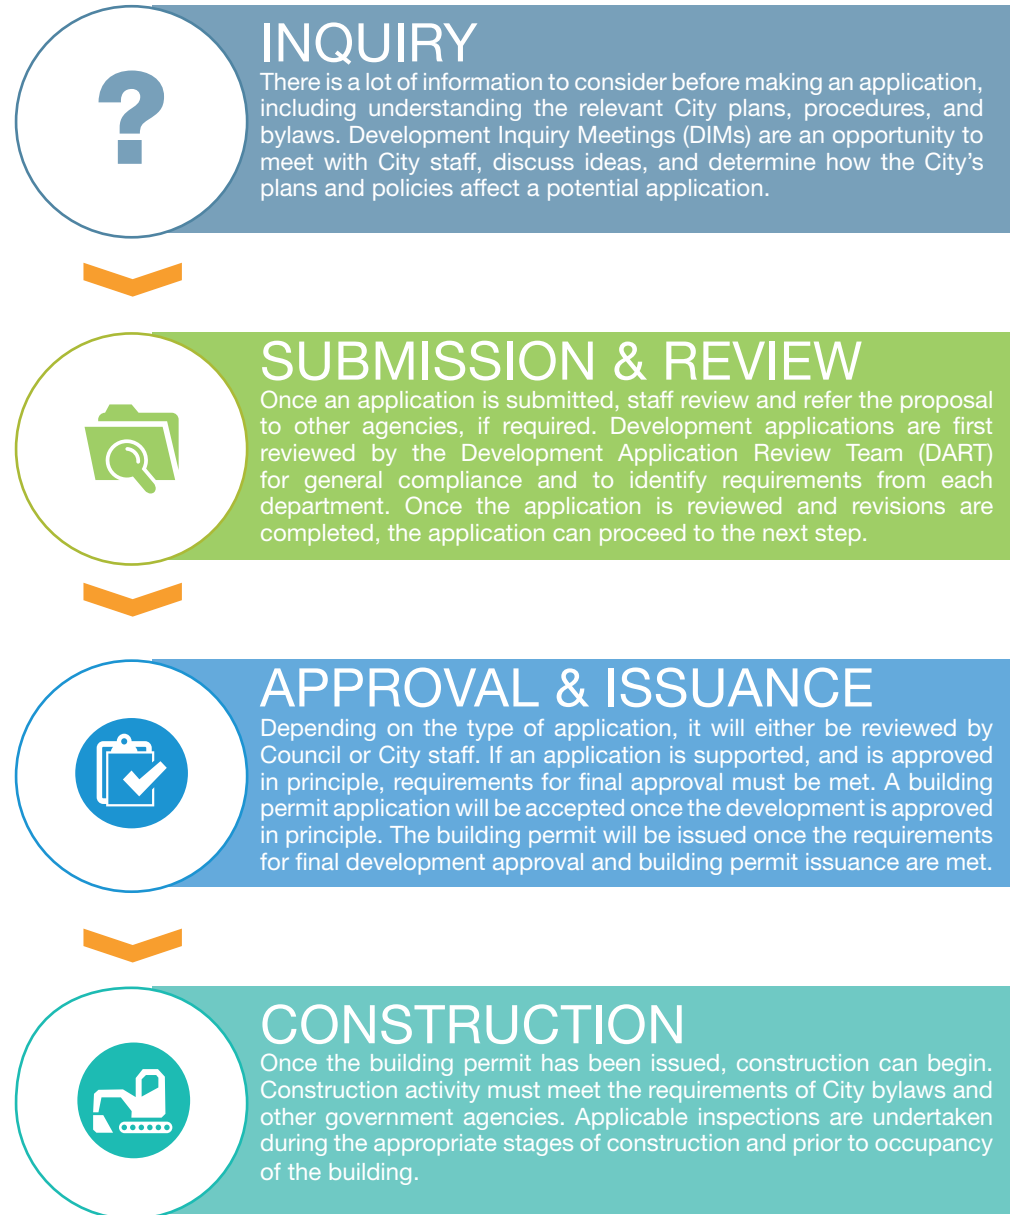 ?
INQUIRY
There is a lot of information to consider before making an application,
including understanding the relevant City plans, procedures, and
bylaws. Development Inquiry Meetings (DIMs) are an opportunity to
meet with City staff, discuss ideas, and determine how the City’s
plans and policies affect a potential application.
SUBMISSION & REVIEW
Once an application is submitted, staff review and refer the proposal
to other agencies, if required. Development applications are first
reviewed by the Development Application Review Team (DART)
for general compliance and to identify requirements from each
department. Once the application is reviewed and revisions are
completed, the application can proceed to the next step.
APPROVAL & ISSUANCE
Depending on the type of application, it will either be reviewed by
Council or City staff. If an application is supported, and is approved
in principle, requirements for final approval must be met. A building
permit application will be accepted once the development is approved
in principle. The building permit will be issued once the requirements
for final development approval and building permit issuance are met.
CONSTRUCTION
Once the building permit has been issued, construction can begin.
Construction activity must meet the requirements of City bylaws and
other government agencies. Applicable inspections are undertaken
during the appropriate stages of construction and prior to occupancy
of the building.